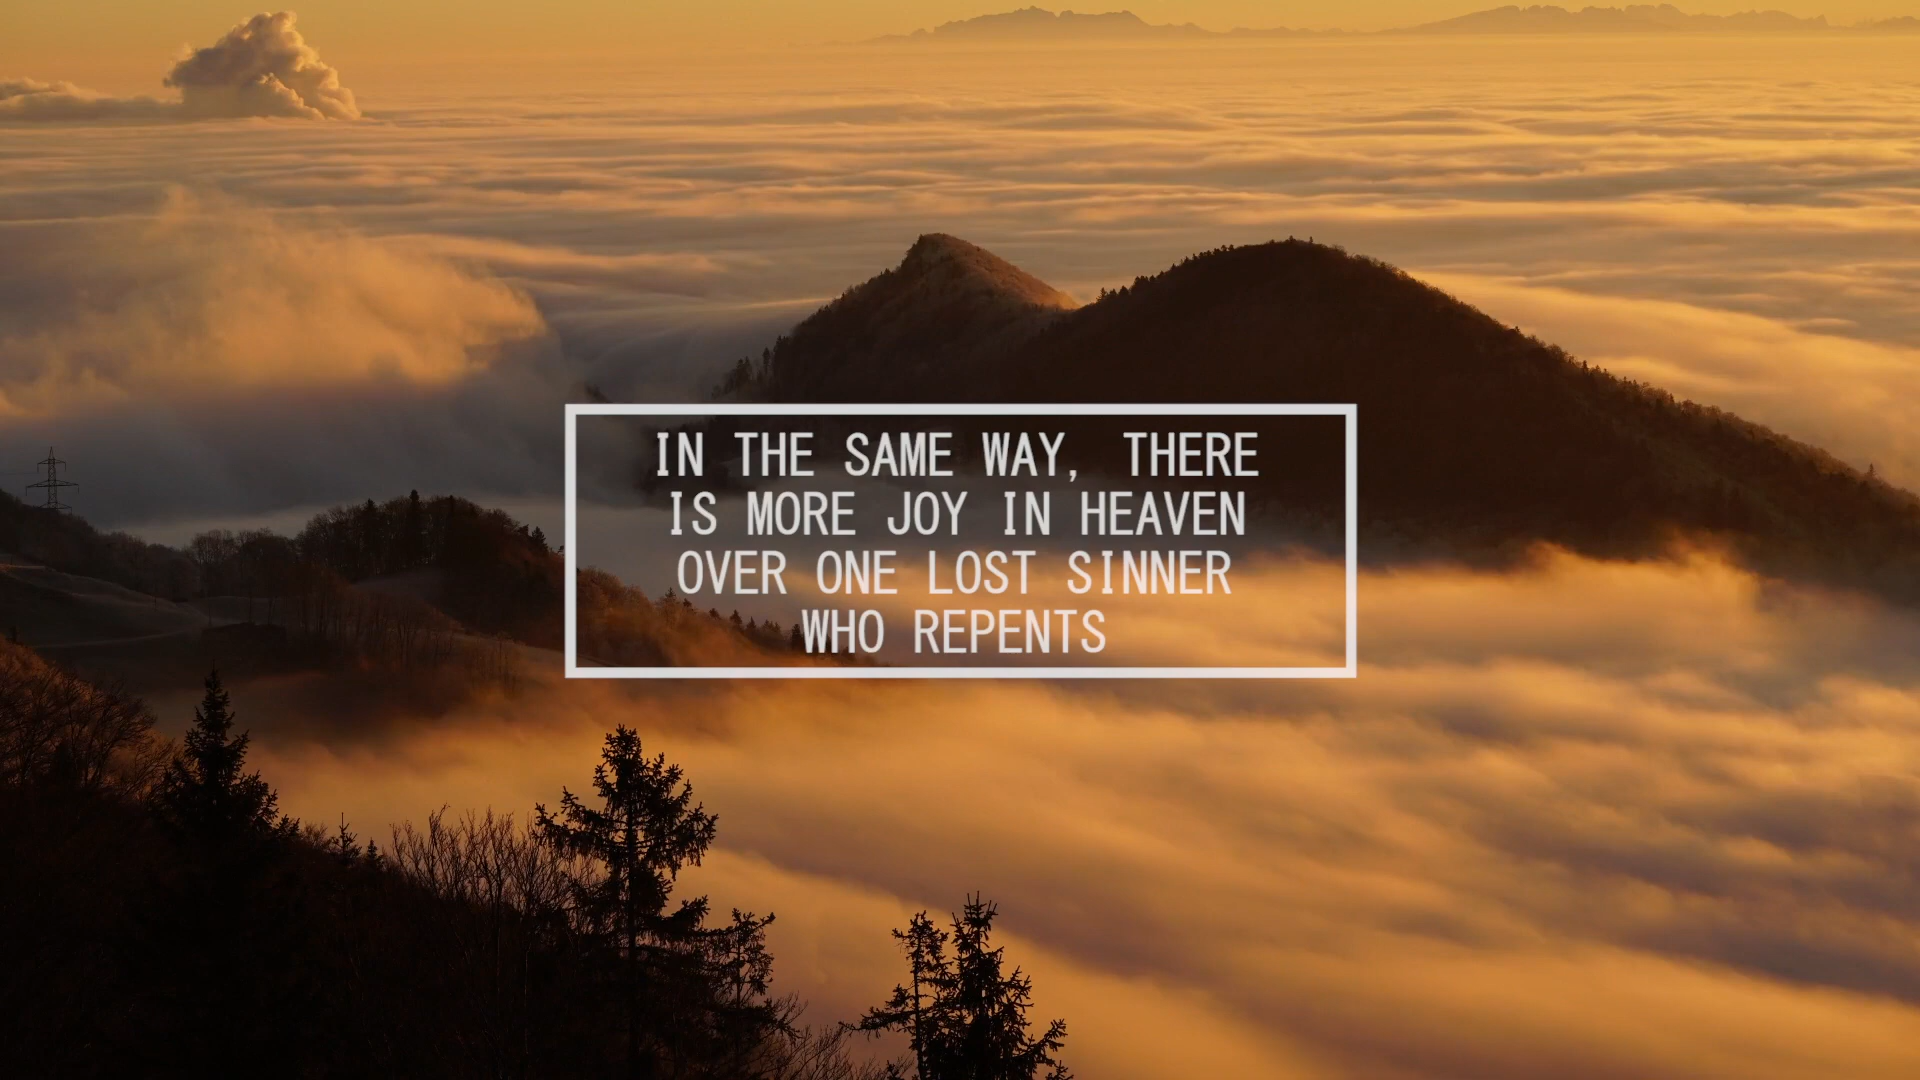 IN THE SAME WAY, THERE
IS MORE JOY IN HEAVEN
OVER ONE LOST SINNER
WHO REPENTS